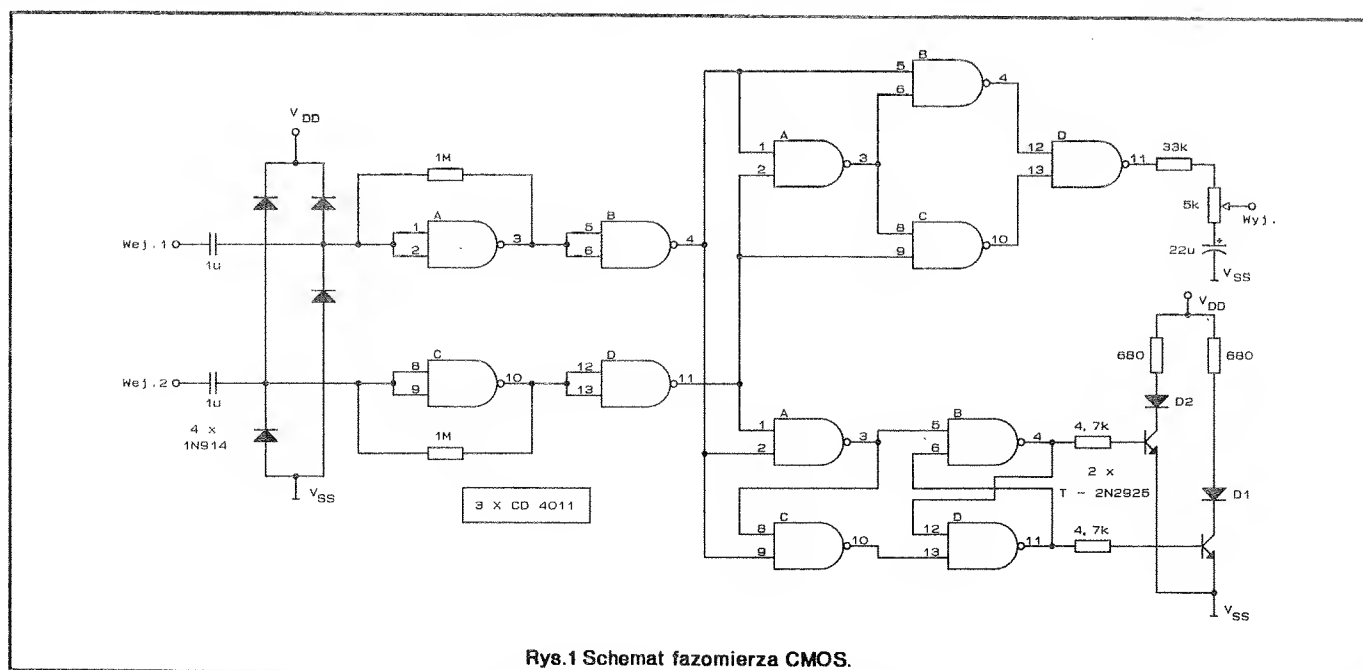 V DD
1M
A
1
2
3
B
5
6
4
Wej.1
1u
Wej.2
1u
4 x
1N914
V SS
C
8
9
10
D
12
13
11
1M
3 X CD 4011
B
5
6
4
A
1
2
3
D
12
13
11
33k
5k
Wyj.
22u
+
V SS
C
8
9
10
V DD
680
680
D2
D1
A
1
2
3
B
5
6
4
4,7k
2 x
T - 2N2925
C
8
9
10
D
12
13
11
4,7k
V SS
Rys.1 Schemat fazomierza CMOS.